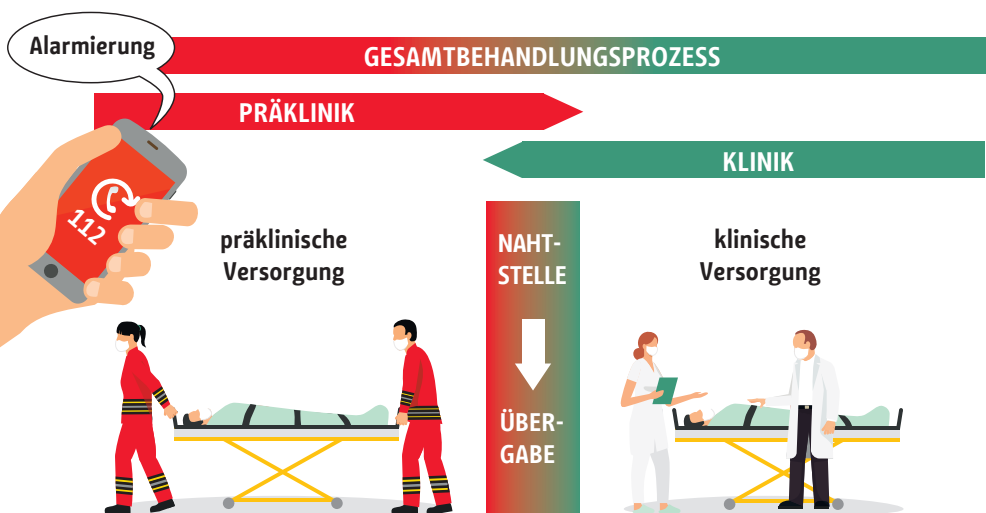 Alarmierung
GESAMTBEHANDLUNGSPROZESS
PRÄKLINIK
KLINIK
112
präklinische
Versorgung
NAHT-
STELLE
ÜBER-
GABE
klinische
Versorgung